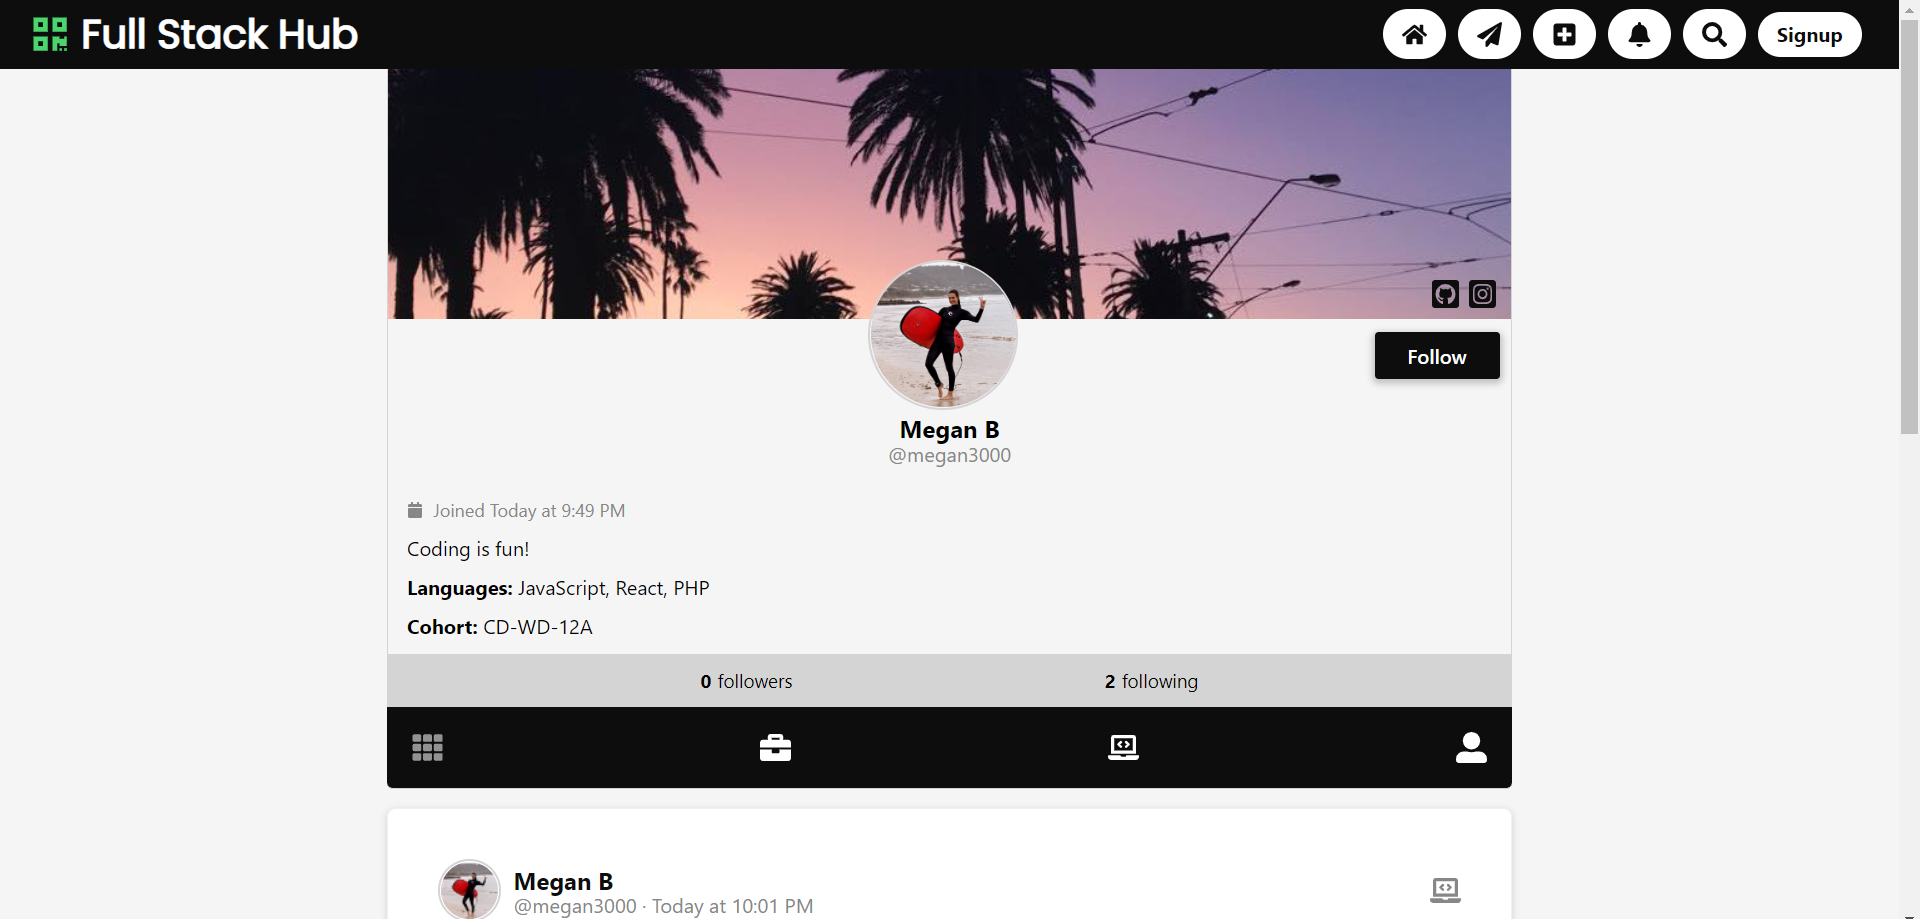 Full Stack Hub
Signup
Follow
Megan B
@megan3000
Joined Today at 9:49 PM
Coding is fun!
Languages: JavaScript, React, PHP
Cohort: CD-WD-12A
0 followers
2 following
Megan B
@megan3000 · Today at 10:01 PM